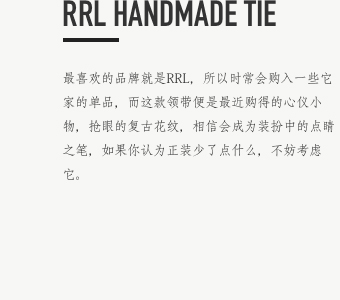 RRL HANDMADE TIE
最喜欢的品牌就是RRL，所以时常会购入一些它
家的单品，而这款领带便是最近购得的心仪小
物，抢眼的复古花纹，相信会成为装扮中的点睛
之笔，如果你认为正装少了点什么，不妨考虑
它。